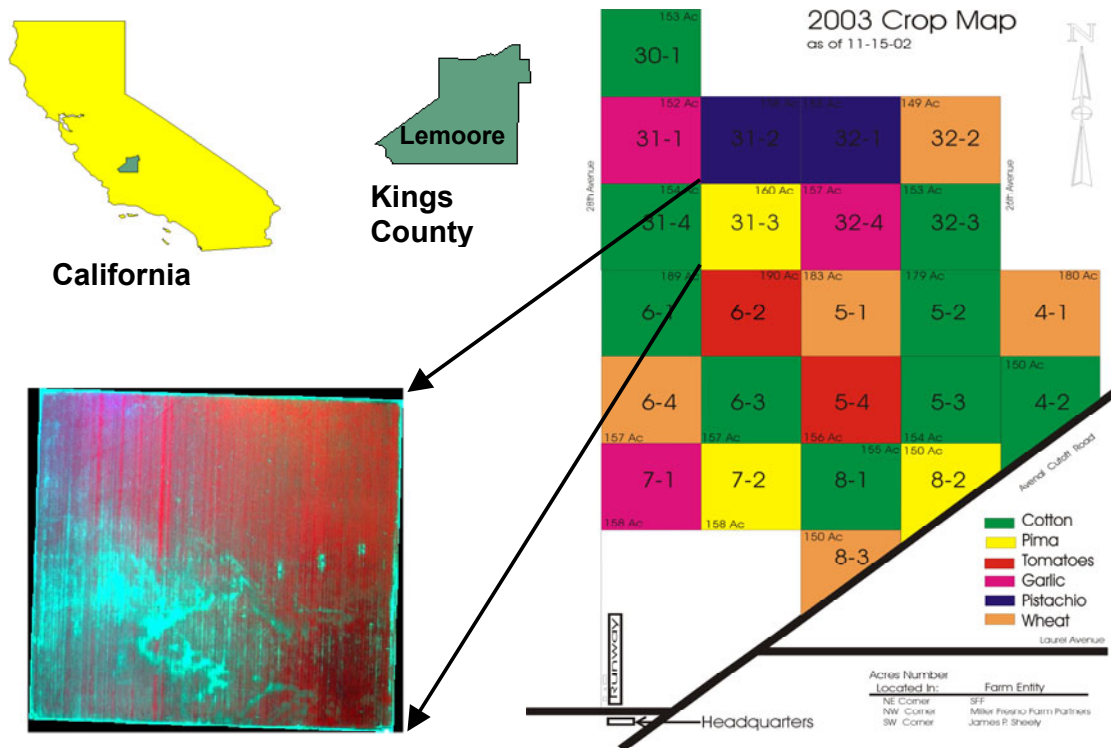 California
Lemoore
Kings
County
2003 Crop Map
as of 11-15-02
N
153 Ac
30-1
152 Ac
31-1
158 Ac
31-2
153 Ac
32-1
149 Ac
32-2
28th Avenue
26th Avenue
154 Ac
31-4
160 Ac
31-3
157 Ac
32-4
153 Ac
32-3
189 Ac
6-1
190 Ac
6-2
183 Ac
5-1
179 Ac
5-2
180 Ac
4-1
6-4
157 Ac
6-3
157 Ac
5-4
156 Ac
5-3
154 Ac
150 Ac
4-2
7-1
158 Ac
7-2
158 Ac
155 Ac
8-1
150 Ac
8-2
150 Ac
8-3
Avenal Cutoff Road
Cotton
Pima
Tomatoes
Garlic
Pistachio
Wheat
Laurel Avenue
Runway
Headquarters
Acres Number
Located In: Farm Entity
NE Corner SFF
NW Corner Miller Fresno Farm Partners
SW Corner James P. Sheely